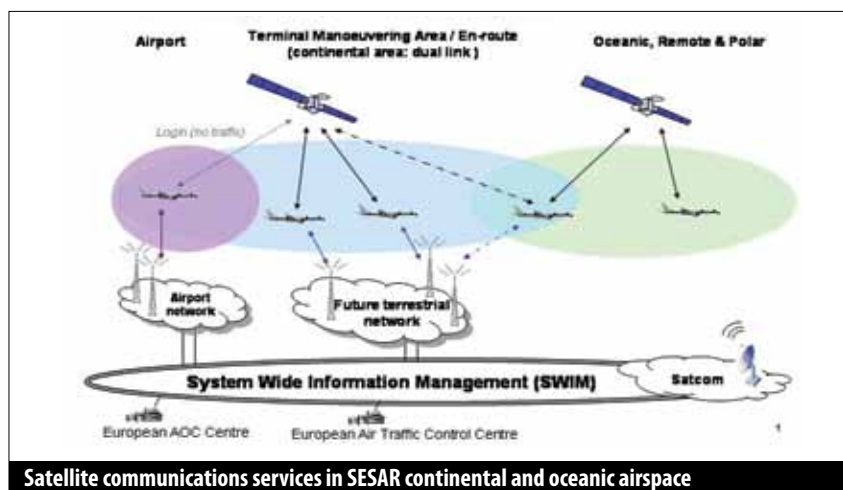 Airport
Terminal Manoeuvering Area / En-route
(continental area: dual link )
Oceanic, Remote & Polar
Login (no traffic)
Airport
network
Future terrestrial
network
System Wide Information Management (SWIM)
Satcom
European AOC Centre
European Air Traffic Control Centre
1
Satellite communications services in SESAR continental and oceanic airspace